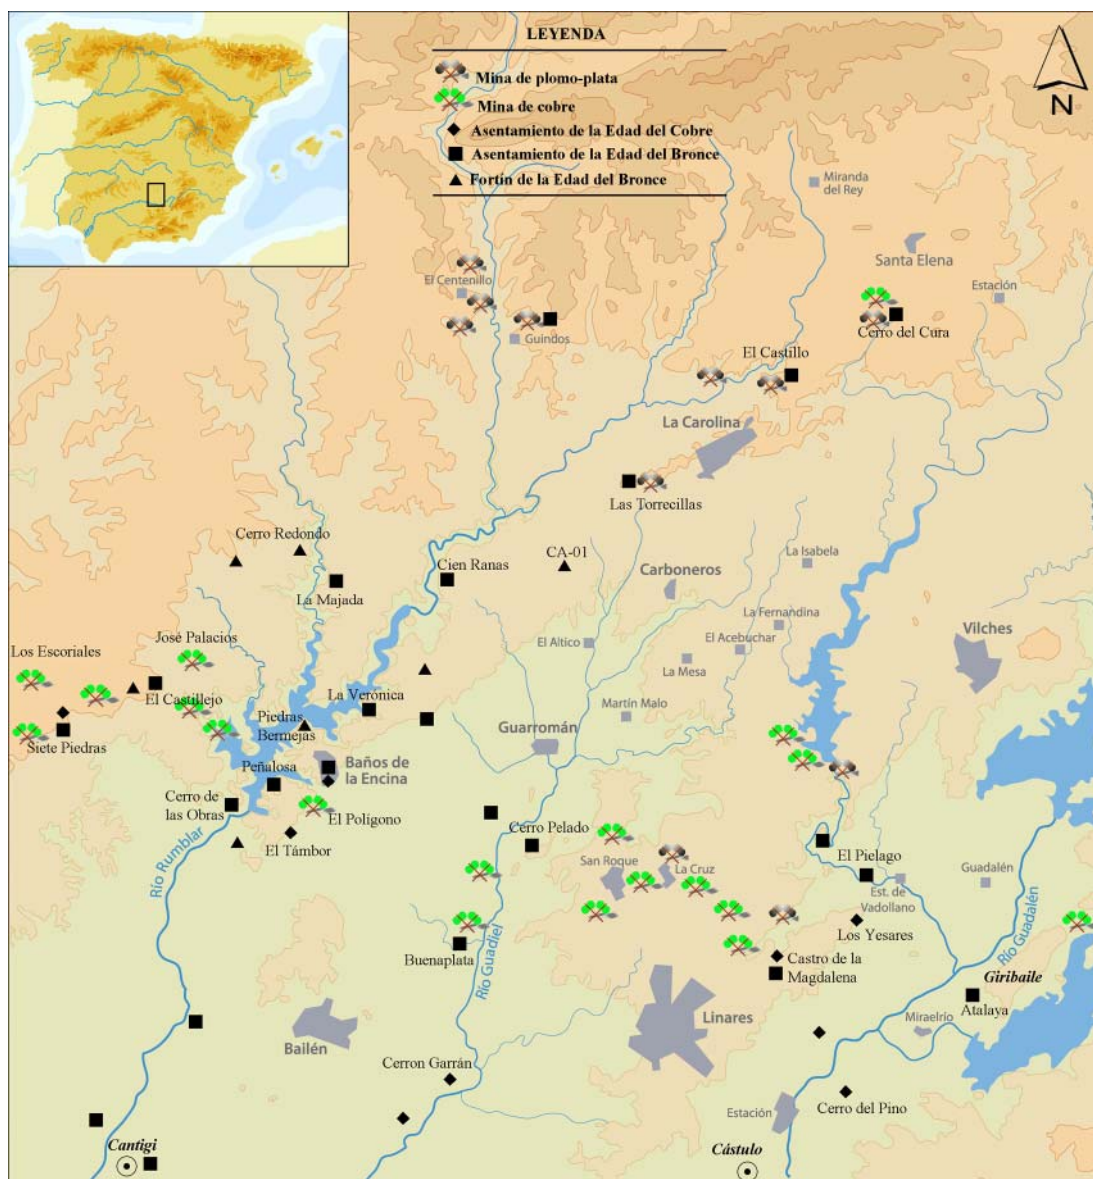 LEYENDA
Mina de plomo-plata
Mina de cobre
Asentamiento de la Edad del Cobre
Asentamiento de la Edad del Bronce
Fortín de la Edad del Bronce
N
Miranda
del Rey
Santa Elena
El Centenillo
Estación
Guindos
Cerro del Cura
El Castillo
La Carolina
Las Torrecillas
Cerro Redondo
CA-01
La Isabela
Cien Ranas
Carboneros
La Majada
La Fernandina
José Palacios
El Altico
El Acebuchar
Vilches
Los Escoriales
La Mesa
El Castillejo
La Verónica
Martín Malo
Piedras
Bermejas
Guarromán
Siete Piedras
Peñalosa
Baños de
la Encina
Cerro de
las Obras
El Polígono
Cerro Pelado
El Támbor
Río Rumblar
San Roque
La Cruz
El Pielago
Guadalén
Est. de
Vadollano
Los Yesares
Río Guadalén
Buenaplata
Río Guadiel
Castro de la
Magdalena
Giribaile
Atalaya
Linares
Miraelrío
Bailén
Cerron Garrán
Cerro del Pino
Estación
Cantigi
Cástulo